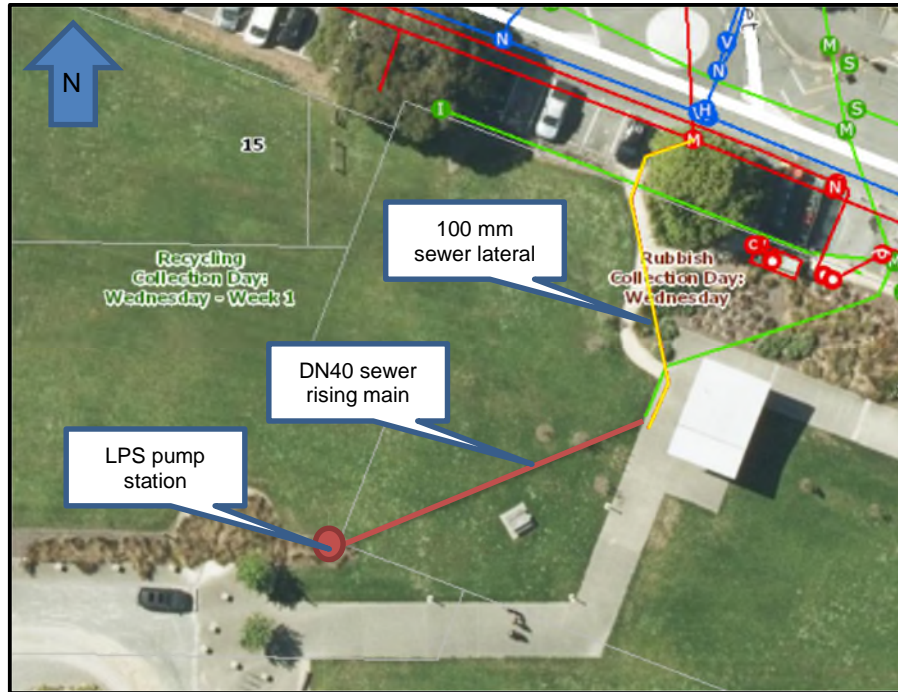 N
N
V
N
H
M
I
M
S
S
M
15
N
100 mm
sewer lateral
C
Recycling
Collection Day:
Wednesday - Week 1
Rubbish
Collection Day:
Wednesday
DN40 sewer
rising main
LPS pump
station